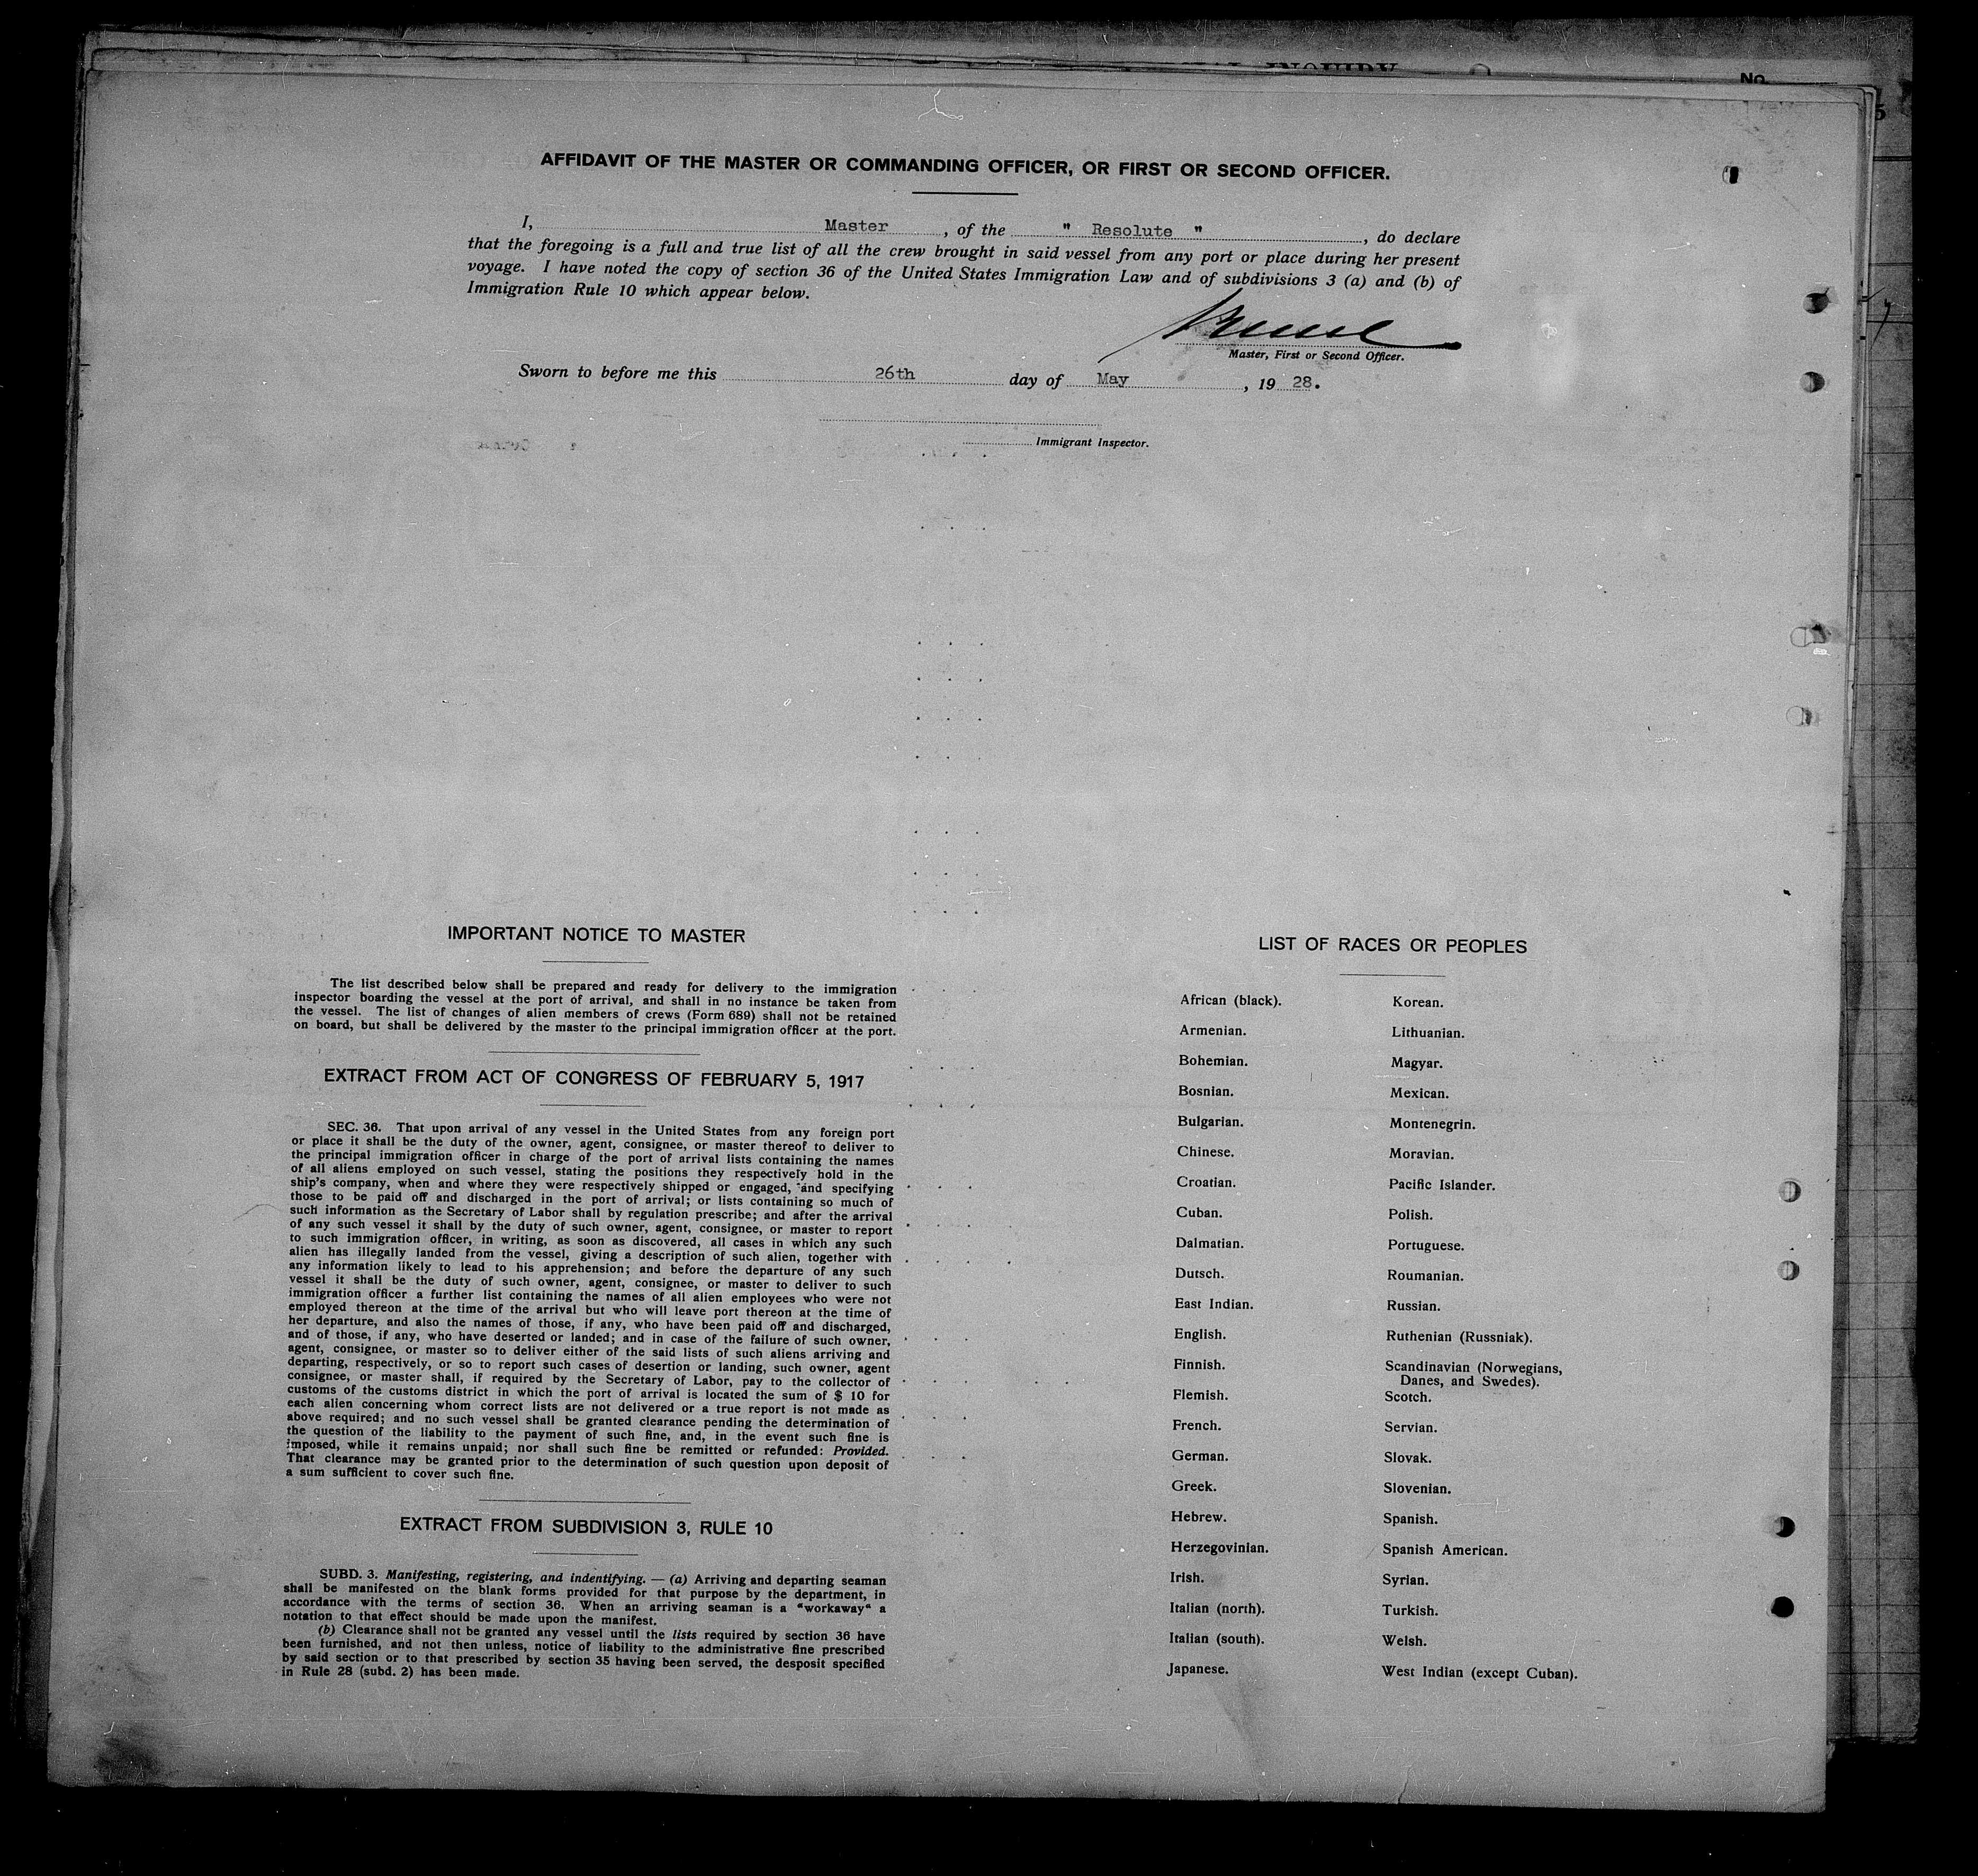 No.
5
AFFIDAVIT OF THE MASTER OR COMMANDING OFFICER, OR FIRST OR SECOND OFFICER.
I, Master, of the " Resolute ", do declare
that the foregoing is a full and true list of all the crew brought in said vessel from any port or place during her present
voyage. I have noted the copy of section 36 of the United States Immigration Law and of subdivisions 3 (a) and (b) of
Immigration Rule 10 which appear below.
Master, First or Second Officer.
Sworn to before me this 26th day of May, 19 28.
Immigrant Inspector.
IMPORTANT NOTICE TO MASTER
The list described below shall be prepared and ready for delivery to the immigration
inspector boarding the vessel at the port of arrival, and shall in no instance be taken from
the vessel. The list of changes of alien members of crews (Form 689) shall not be retained
on board, but shall be delivered by the master to the principal immigration officer at the port.
EXTRACT FROM ACT OF CONGRESS OF FEBRUARY 5, 1917
SEC. 36. That upon arrival of any vessel in the United States from any foreign port
or place it shall be the duty of the owner, agent, consignee, or master thereof to deliver to
the principal immigration officer in charge of the port of arrival lists containing the names
of all aliens employed on such vessel, stating the positions they respectively hold in the
ship's company, when and where they were respectively shipped or engaged, and specifying
those to be paid off and discharged in the port of arrival; or lists containing so much of
such information as the Secretary of Labor shall by regulation prescribe; and after the arrival
of any such vessel it shall by the duty of such owner, agent, consignee, or master to report
to such immigration officer, in writing, as soon as discovered, all cases in which any such
alien has illegally landed from the vessel, giving a description of such alien, together with
any information likely to lead to his apprehension; and before the departure of any such
vessel it shall be the duty of such owner, agent, consignee, or master to deliver to such
immigration officer a further list containing the names of all alien employees who were not
employed thereon at the time of the arrival but who will leave port thereon at the time of
her departure, and also the names of those, if any, who have been paid off and discharged,
and of those, if any, who have deserted or landed; and in case of the failure of such owner,
agent, consignee, or master so to deliver either of the said lists of such aliens arriving and
departing, respectively, or so to report such cases of desertion or landing, such owner, agent
consignee, or master shall, if required by the Secretary of Labor, pay to the collector of
customs of the customs district in which the port of arrival is located the sum of $ 10 for
each alien concerning whom correct lists are not delivered or a true report is not made as
above required; and no such vessel shall be granted clearance pending the determination of
the question of the liability to the payment of such fine, and, in the event such fine is
imposed, while it remains unpaid; nor shall such fine be remitted or refunded: Provided.
That clearance may be granted prior to the determination of such question upon deposit of
a sum sufficient to cover such fine.
EXTRACT FROM SUBDIVISION 3, RULE 10
SUBD. 3. Manifesting, registering, and indentifying. — (a) Arriving and departing seaman
shall be manifested on the blank forms provided for that purpose by the department, in
accordance with the terms of section 36. When an arriving seaman is a "workaway" a
notation to that effect should be made upon the manifest.
(b) Clearance shall not be granted any vessel until the lists required by section 36 have
been furnished, and not then unless, notice of liability to the administrative fine prescribed
by said section or to that prescribed by section 35 having been served, the desposit specified
in Rule 28 (subd. 2) has been made.
LIST OF RACES OR PEOPLES
African (black).
Armenian.
Bohemian.
Bosnian.
Bulgarian.
Chinese.
Croatian.
Cuban.
Dalmatian.
Dutsch.
East Indian.
English.
Finnish.
Flemish.
French.
German.
Greek.
Hebrew.
Herzegovinian.
Irish.
Italian (north).
Italian (south).
Japanese.
Korean.
Lithuanian.
Magyar.
Mexican.
Montenegrin.
Moravian.
Pacific Islander.
Polish.
Portuguese.
Roumanian.
Russian.
Ruthenian (Russniak).
Scandinavian (Norwegians,
Danes, and Swedes).
Scotch.
Servian.
Slovak.
Slovenian.
Spanish.
Spanish American.
Syrian.
Turkish.
Welsh.
West Indian (except Cuban).